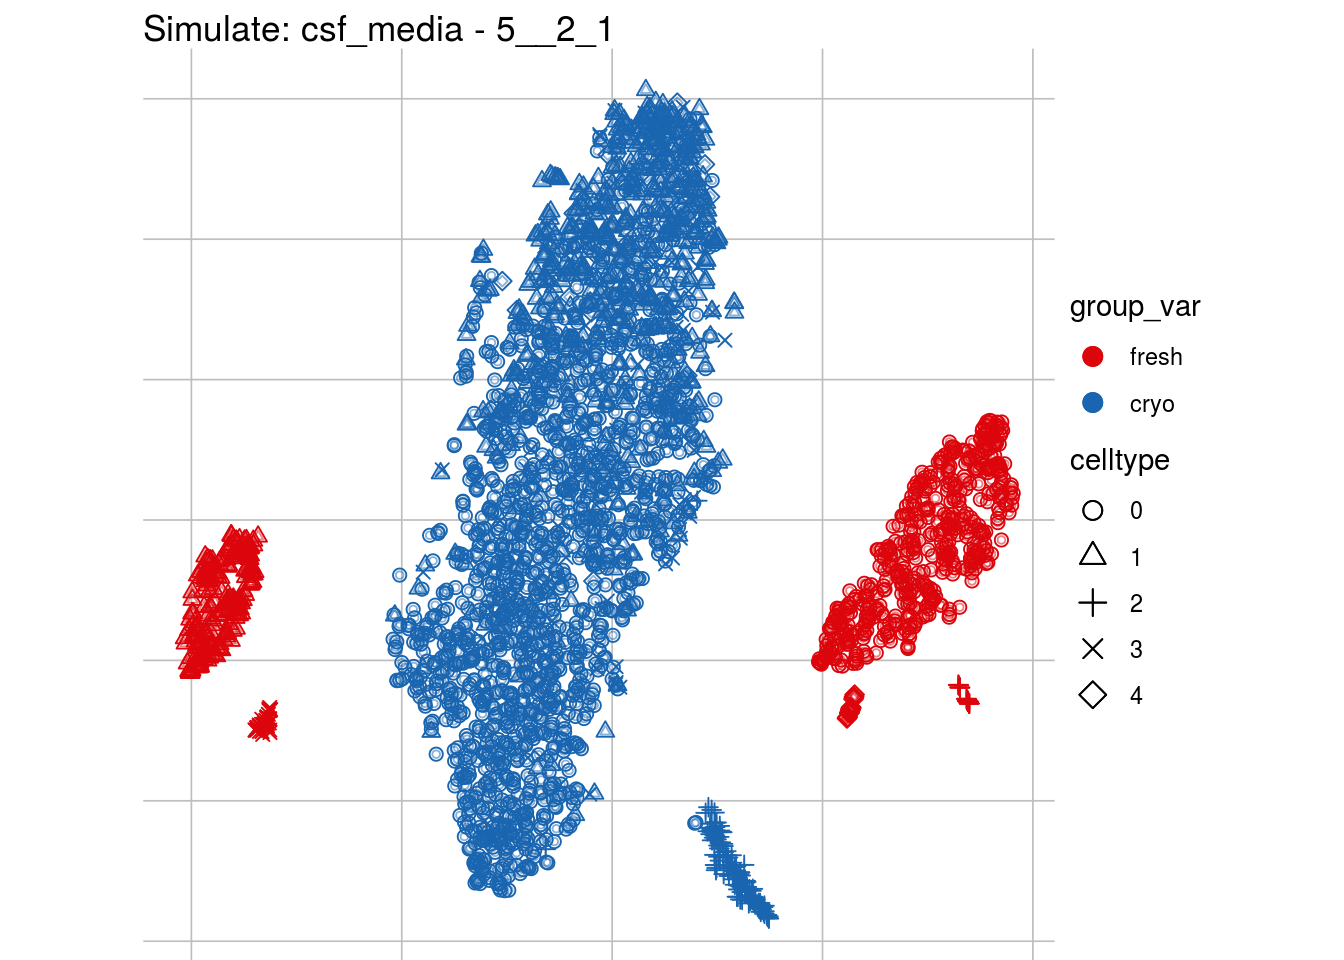 Simulate: csf_media - 5__2_1
group_var
fresh
cryo
celltype
0
1
2
3
4